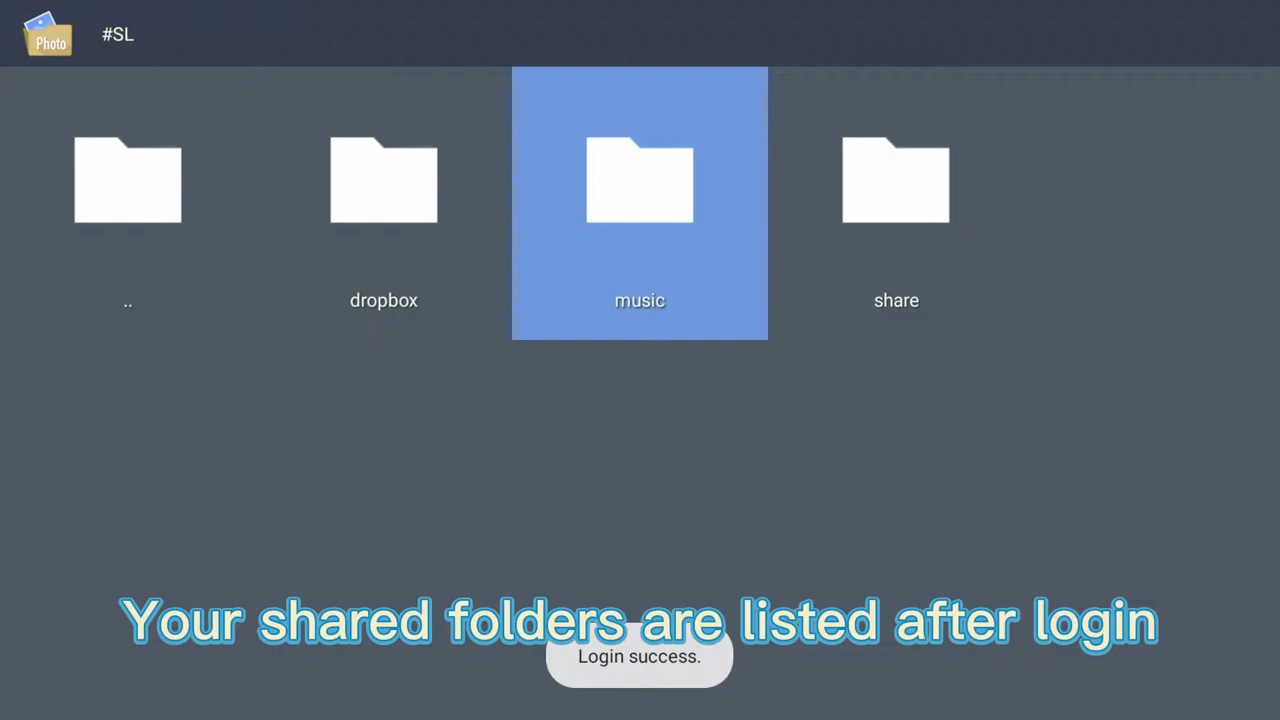 Photo
#SL
..
dropbox
music
share
Your shared folders are listed after login
Login success.